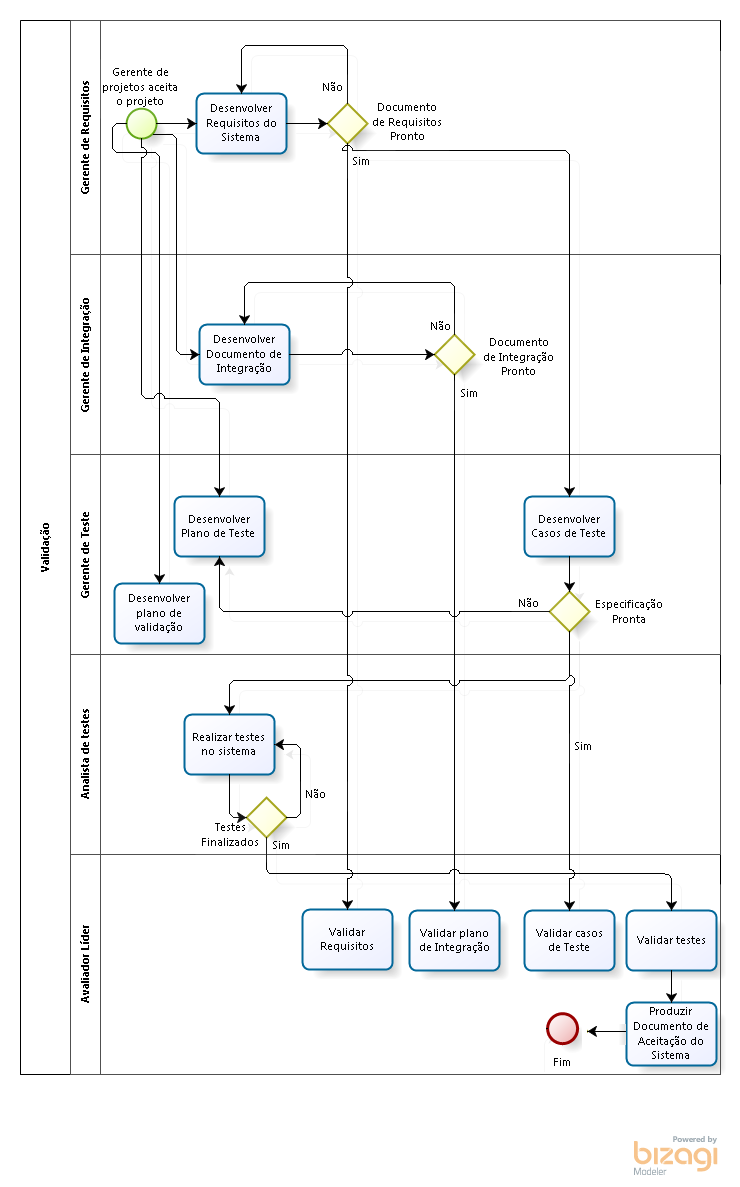 Validação
Gerente de Requisitos
Gerente de
projetos aceita
o projeto
Desenvolver
Requisitos do
Sistema
Não
Documento
de Requisitos
Pronto
Sim
Gerente de Integração
Desenvolver
Documento de
Integração
Não
Documento
de Integração
Pronto
Sim
Gerente de Teste
Desenvolver
Plano de Teste
Desenvolver
Casos de Teste
Desenvolver
plano de
validação
Não
Especificação
Pronta
Analista de testes
Realizar testes
no sistema
Sim
Não
Testes
Finalizados
Sim
Avaliador Líder
Validar
Requisitos
Validar plano
de Integração
Validar casos
de Teste
Validar testes
Produzir
Documento de
Aceitação do
Sistema
Fim
Powered by
bizagi
Modeler